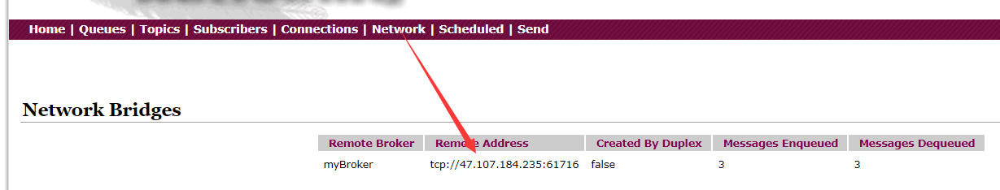 Home | Queues | Topics | Subscribers | Connections | Network | Scheduled | Send
Network Bridges
Remote Broker Remote Address Created By Duplex Messages Enqueued Messages Dequeued
myBroker tcp://47.107.184.235:61716 false 3 3